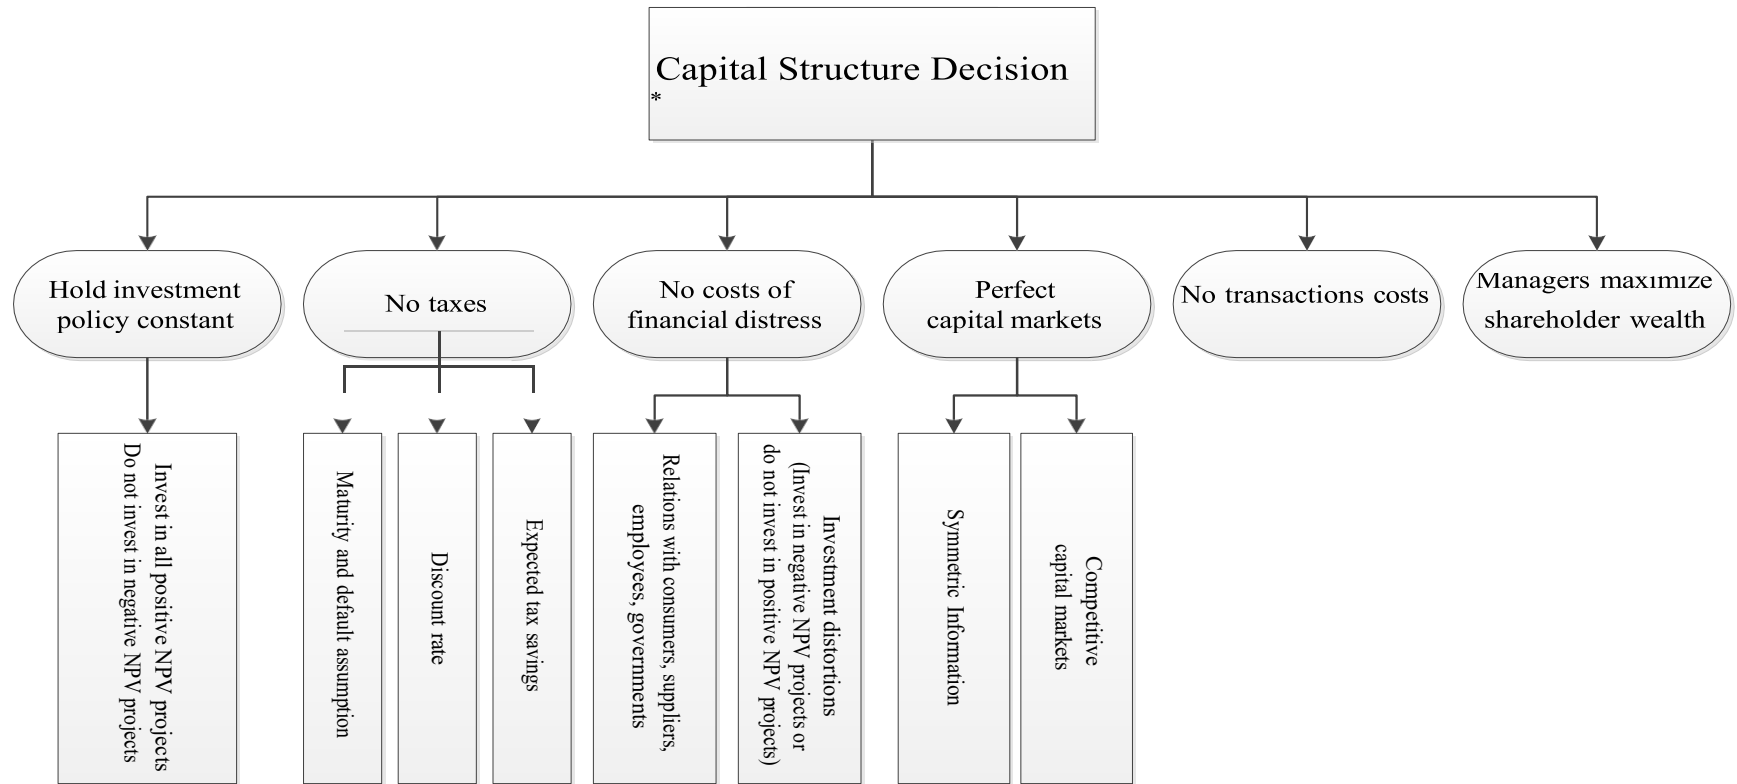 Capital Structure Decision
*
Hold investment
policy constant
No taxes
No costs of
financial distress
Perfect
capital markets
No transactions costs
Managers maximize
shareholder wealth
Invest in all positive NPV projects
Do not invest in negative NPV projects
Maturity and default assumption
Discount rate
Expected tax savings
Relations with consumers, suppliers,
employees, governments
Investment distortions
(Invest in negative NPV projects or
do not invest in positive NPV projects)
Symmetric Information
Competitive
capital markets